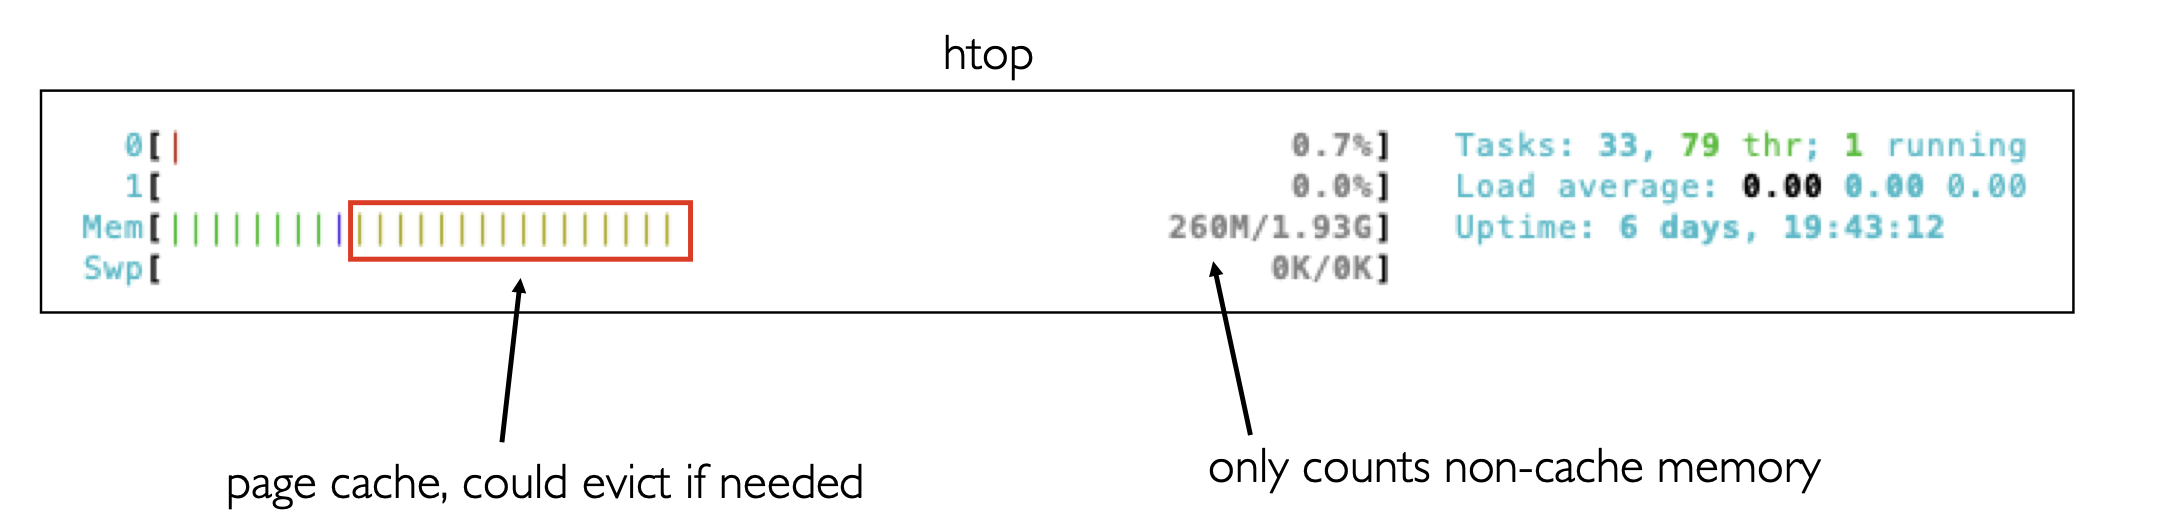 htop
0[| 0.7%] Tasks: 33, 79 thr; 1 running
1[ 0.0%] Load average: 0.00 0.00 0.00
Mem[||||||||||||||||||||||||| 260M/1.93G] Uptime: 6 days, 19:43:12
Swp[ 0K/0K]
page cache, could evict if needed
only counts non-cache memory